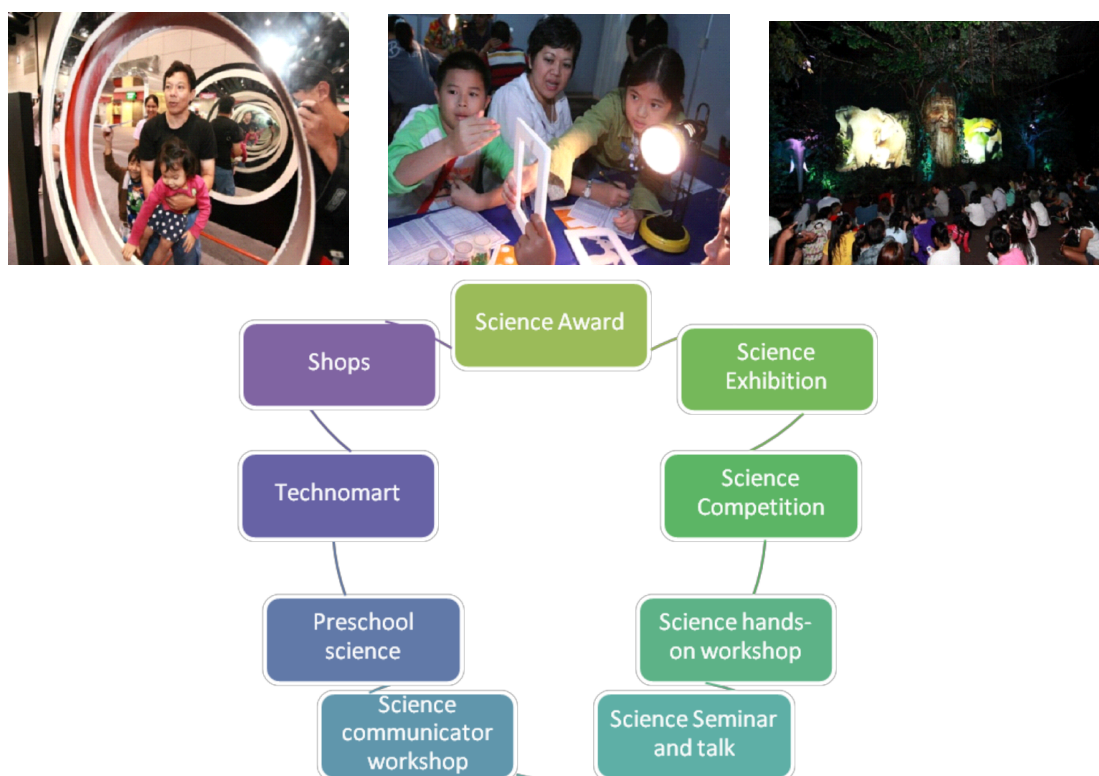 Science Award
Shops
Science
Exhibition
Technomart
Science
Competition
Preschool
science
Science hands-
on workshop
Science
communicator
workshop
Science Seminar
and talk